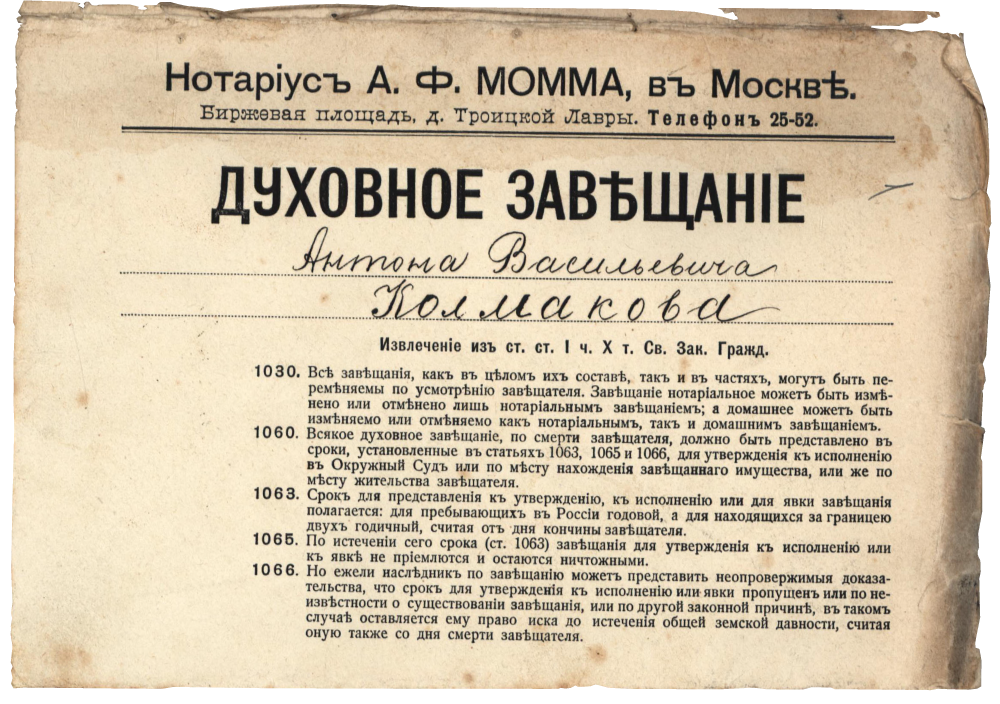 Нотаріусъ А. Ф. МОММА, въ Москвѣ.
Биржевая площадь, д. Троицкой Лавры. Телефонъ 25-52.
ДУХОВНОЕ ЗАВѢЩАНІЕ
Антона Васильевича
Колмакова
Извлеченіе изъ ст. ст. I ч. X т. Св. Зак. Гражд.
1030. Всѣ завѣщанія, какъ въ цѣломъ ихъ составѣ, такъ и въ частяхъ, могутъ быть пе-
ремѣняемы по усмотрѣнію завѣщателя. Завѣщаніе нотаріальное можетъ быть измѣ-
нено или отмѣнено лишь нотаріальнымъ завѣщаніемъ; а домашнее можетъ быть
измѣняемо или отмѣняемо какъ нотаріальнымъ, такъ и домашнимъ завѣщаніемъ.
1060. Всякое духовное завѣщаніе, по смерти завѣщателя, должно быть представлено въ
сроки, установленные въ статьяхъ 1063, 1065 и 1066, для утвержденія къ исполненію
въ Окружный Судъ или по мѣсту нахожденія завѣщаннаго имущества, или же по
мѣсту жительства завѣщателя.
1063. Срокъ для представленія къ утвержденію, къ исполненію или для явки завѣщанія
полагается: для пребывающихъ въ Россіи годовой, а для находящихся за границею
двухъ годичный, считая отъ дня кончины завѣщателя.
1065. По истеченіи сего срока (ст. 1063) завѣщанія для утвержденія къ исполненію или
къ явкѣ не пріемлются и остаются ничтожными.
1066. Но ежели наслѣдникъ по завѣщанію можетъ представить неопровержимыя доказа-
тельства, что срокъ для утвержденія къ исполненію или явки пропущенъ или по не-
извѣстности о существованіи завѣщанія, или по другой законной причинѣ, въ такомъ
случаѣ оставляется ему право иска до истеченія общей земской давности, считая
оную также со дня смерти завѣщателя.